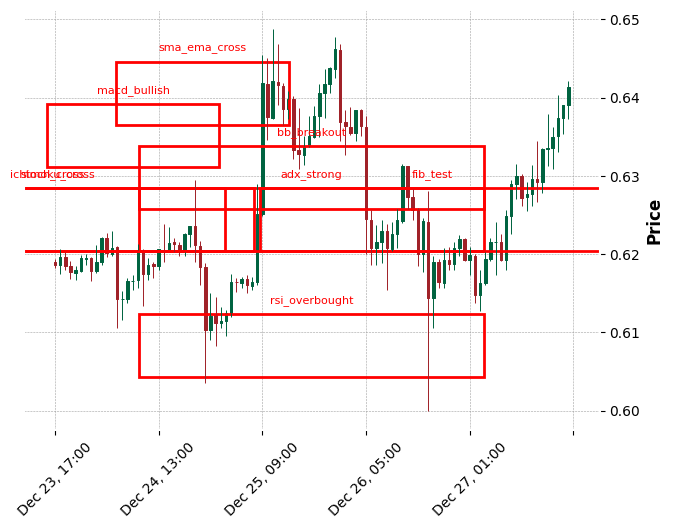 0.65
sma_ema_cross
macd_bullish
0.64
bb_breakout
adx_strong
fib_test
0.63
Price
0.62
rsi_overbought
0.61
0.60
Dec 23, 17:00
Dec 24, 13:00
Dec 25, 09:00
Dec 26, 05:00
Dec 27, 01:00